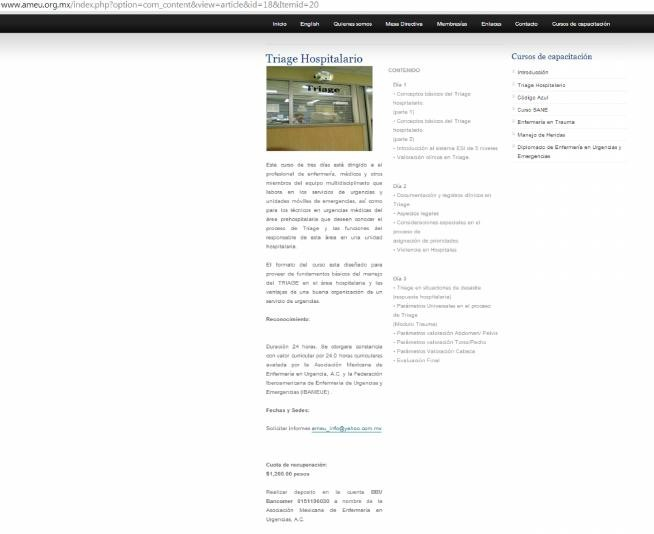 www.ameu.org.mx/index.php?option=com_content&view=article&id=18&Itemid=20
Inicio English Quienes somos Mesa Directiva Membresías Enlaces Contacto Cursos de capacitación
Triage Hospitalario
Triage
Este curso de tres días está dirigido a el
profesional de enfermería, médicos y otros
miembros del equipo multidisciplinario que
labora en los servicios de urgencias y
unidades móviles de emergencias, así como
para los técnicos en urgencias médicas del
área prehospitalaria que deseen conocer el
proceso de Triage y las funciones del
responsable de esta área en una unidad
hospitalaria.
El formato del curso esta diseñado para
proveer de fundamentos básicos del manejo
del TRIAGE en el área hospitalaria y las
ventajas de una buena organización de un
servicio de urgencias.
Reconocimiento:
Duración 24 horas. Se otorgara constancia
con valor curricular por 24.0 horas curriculares
avalada por la Asociación Mexicana de
Enfermería en Urgencia, A.C. y la Federación
Iberoamericana de Enfermería de Urgencias y
Emergencias (IBAMEUE) .
Fechas y Sedes:
Solicitar informes ameu_info@yahoo.com.mx
Cuota de recuperación:
$1,200.00 pesos
Realizar deposito en la cuenta BBV
Bancomer 0151196030 a nombre de la
Asociación Mexicana de Enfermería en
Urgencias, A.C.
CONTENIDO
Día 1
• Conceptos básicos del Triage
hospitalario.
(parte 1)
• Conceptos básicos del Triage
hospitalario
(parte 2)
• Introducción al sistema ESI de 5 niveles
• Valoración clínica en Triage.
Día 2
• Documentación y registros clínicos en
Triage
• Aspectos legales
• Consideraciones especiales en el
proceso de
asignación de prioridades
• Violencia en Hospitales
Día 3
• Triage en situaciones de desastre
(respuesta hospitalaria)
• Parámetros Universales en el proceso
de Triage
(Modulo Trauma)
• Parámetros valoración Abdomen/ Pelvis
• Parámetros valoración Torax/Pecho
• Parámetros Valoración Cabeza
• Evaluación Final
Cursos de capacitación
Introducción
Triage Hospitalario
Código Azul
Curso SANE
Enfermería en Trauma
Manejo de Heridas
Diplomado de Enfermería en Urgencias y
Emergencias